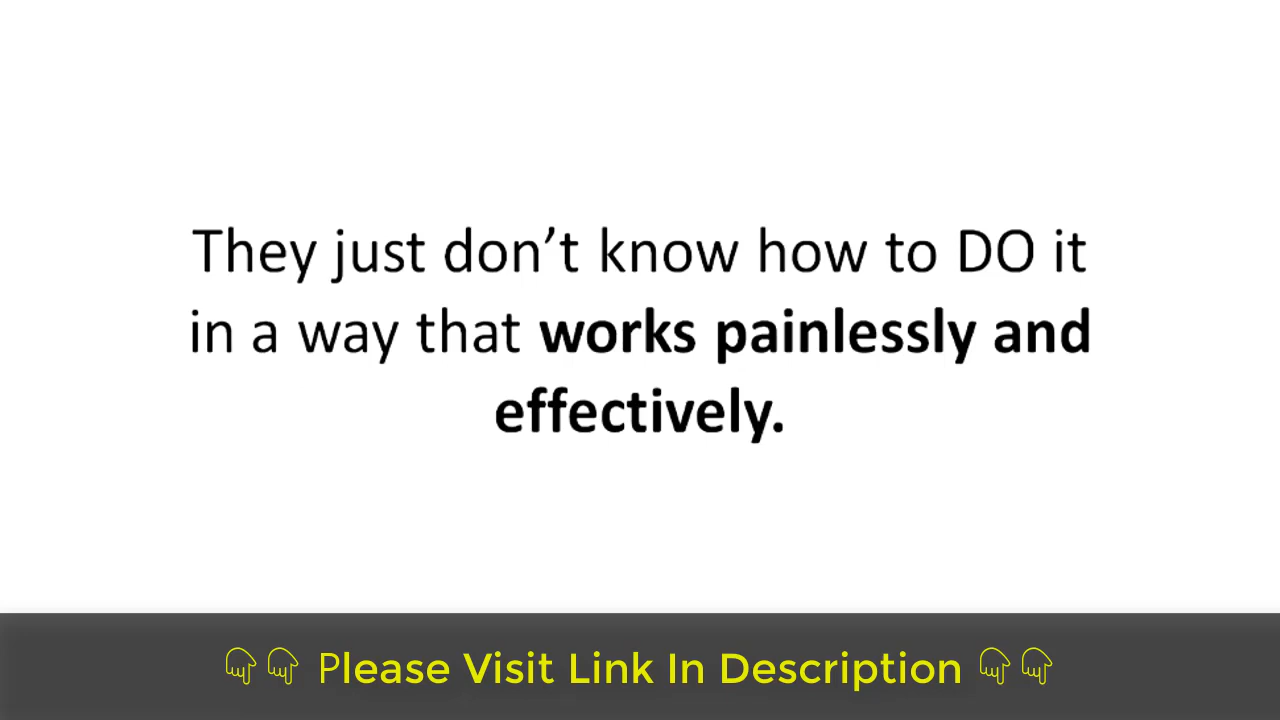 They just don’t know how to DO it
in a way that works painlessly and
effectively.
👇👇 Please Visit Link In Description 👇👇